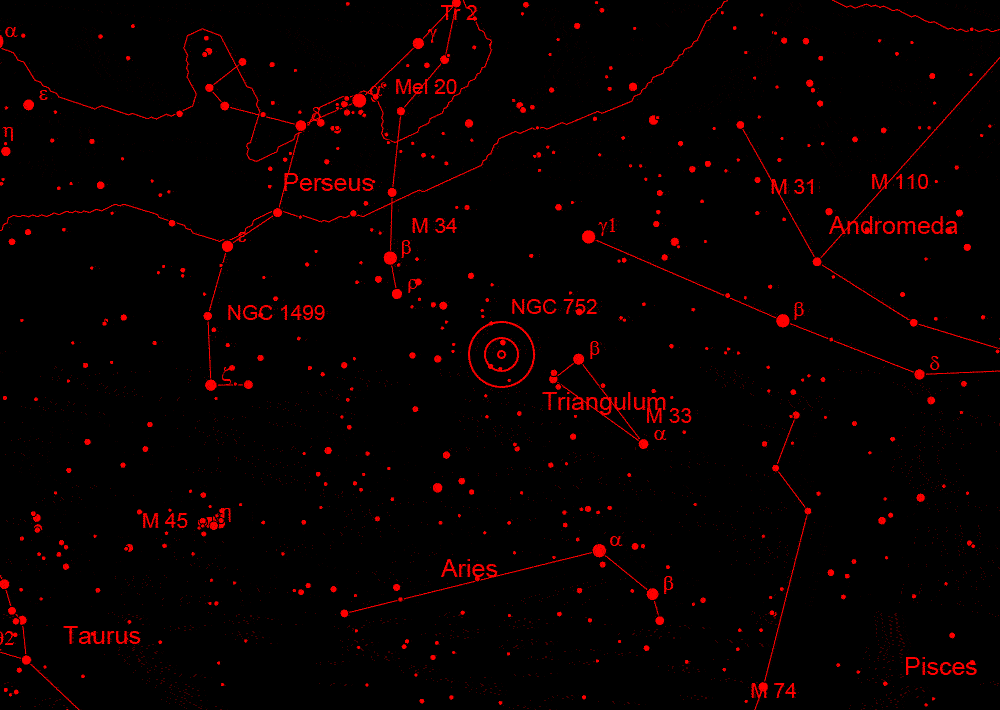 Tr 2
α
γ
Mel 20
ε
α
δ
η
Perseus
M 31
M 110
M 34
γ1
Andromeda
ε
β
ρ
NGC 1499
NGC 752
β
β
δ
ζ
Triangulum
M 33
α
M 45
η
Aries
α
β
92
Taurus
Pisces
M 74